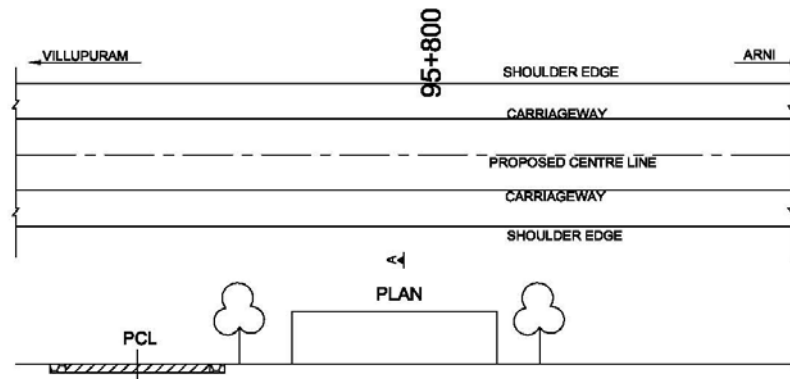 95+800
VILLUPURAM
ARNI
SHOULDER EDGE
CARRIAGEWAY
PROPOSED CENTRE LINE
CARRIAGEWAY
SHOULDER EDGE
A
PLAN
PCL